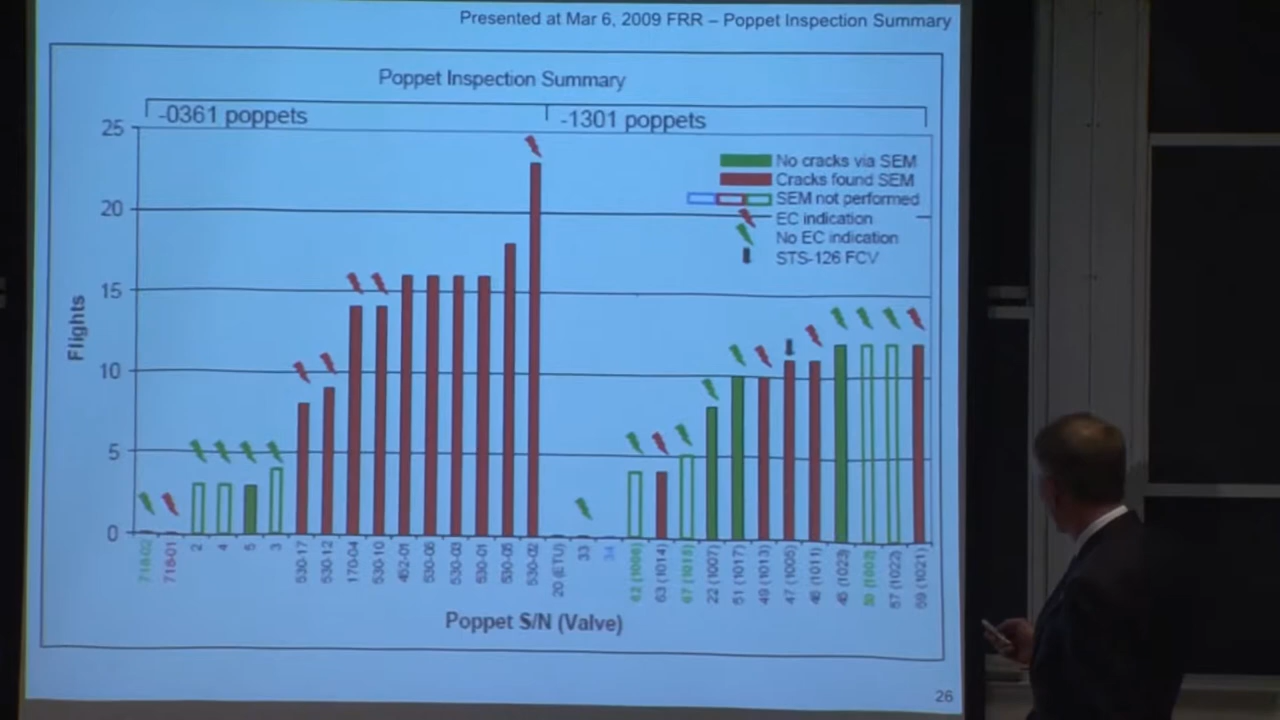 Presented at Mar 6, 2009 FRR – Poppet Inspection Summary
Poppet Inspection Summary
-0361 poppets
-1301 poppets
25
20
15
10
5
0
Flights
No cracks via SEM
Cracks found SEM
SEM not performed
EC indication
No EC indication
STS-126 FCV
718-02
718-01
2
4
5
3
530-17
530-12
170-04
530-10
452-01
530-06
530-03
530-01
530-05
530-02
20 (ETU)
33
34
62 (1006)
63 (1014)
67 (1015)
22 (1007)
51 (1017)
49 (1013)
47 (1005)
46 (1011)
45 (1023)
57 (1022)
59 (1021)
Poppet S/N (Valve)
26